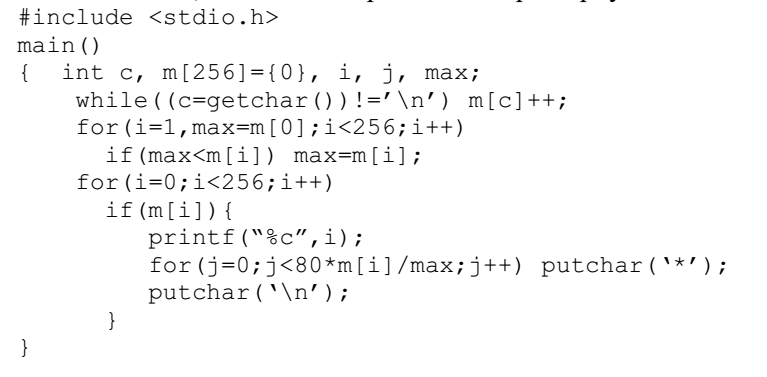 #include <stdio.h>
main()
{ int c, m[256]={0}, i, j, max;
while((c=getchar())!=’\n’) m[c]++;
for(i=1,max=m[0];i<256;i++)
if(max<m[i]) max=m[i];
for(i=0;i<256;i++)
if(m[i]){
printf(“%c”,i);
for(j=0;j<80*m[i]/max;j++) putchar(‘*’);
putchar(‘\n’);
}
}